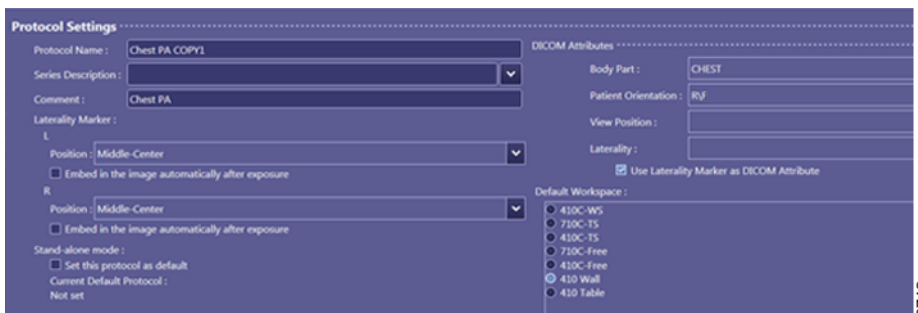 Protocol Settings
Protocol Name : Chest PA COPY1
Series Description :
Comment : Chest PA
Laterality Marker :
L
Position : Middle-Center
Embed in the image automatically after exposure
R
Position : Middle-Center
Embed in the image automatically after exposure
Stand-alone mode :
Set this protocol as default
Current Default Protocol :
Not set
DICOM Attributes
Body Part : CHEST
Patient Orientation : R\F
View Position :
Laterality :
Use Laterality Marker as DICOM Attribute
Default Workspace :
410C-WS
710C-TS
410C-TS
710C-Free
410C-Free
410 Wall
410 Table